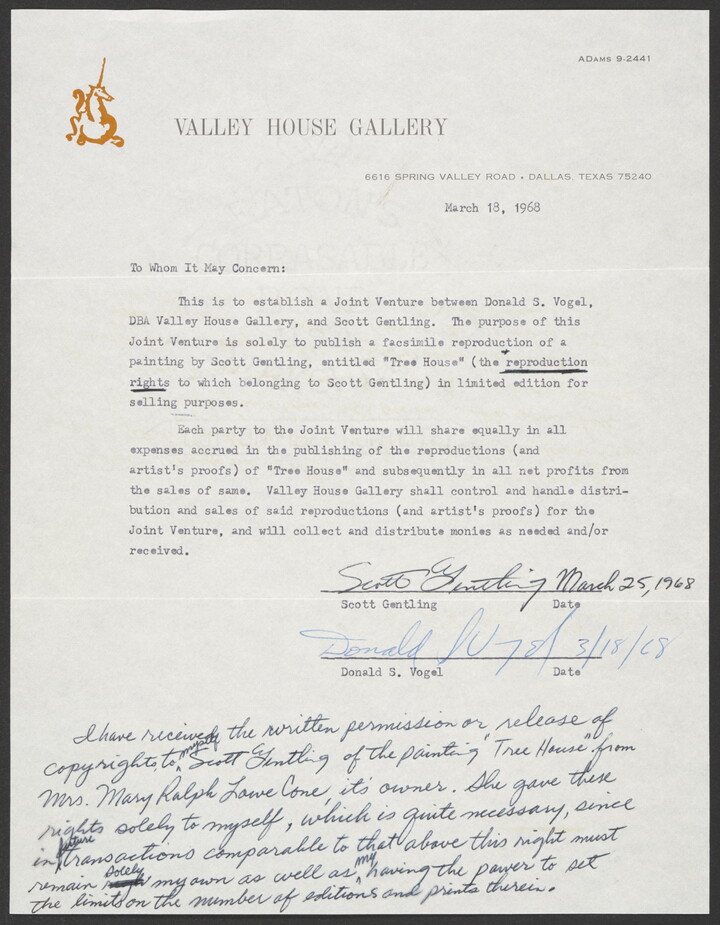 ADams 9-2441
VALLEY HOUSE GALLERY
6616 SPRING VALLEY ROAD • DALLAS, TEXAS 75240
March 18, 1968
To Whom It May Concern:
This is to establish a Joint Venture between Donald S. Vogel,
DBA Valley House Gallery, and Scott Gentling. The purpose of this
Joint Venture is solely to publish a facsimile reproduction of a
painting by Scott Gentling, entitled "Tree House" (the reproduction
rights to which belonging to Scott Gentling) in limited edition for
selling purposes.
Each party to the Joint Venture will share equally in all
expenses accrued in the publishing of the reproductions (and
artist's proofs) of "Tree House" and subsequently in all net profits from
the sales of same. Valley House Gallery shall control and handle distri-
bution and sales of said reproductions (and artist's proofs) for the
Joint Venture, and will collect and distribute monies as needed and/or
received.
Scott Gentling March 25, 1968
Scott Gentling Date
Donald S Vogel 3/18/68
Donald S. Vogel Date
I have received the written permission or release of
copyrights to, myself Scott Gentling of the painting "Tree House" from
Mrs. Mary Ralph Lowe Cone, it's owner. She gave these
rights solely to myself, which is quite necessary, since
in future transactions comparable to that above this right must
remain solely my own as well as my having the power to set
the limits on the number of editions and prints therein.